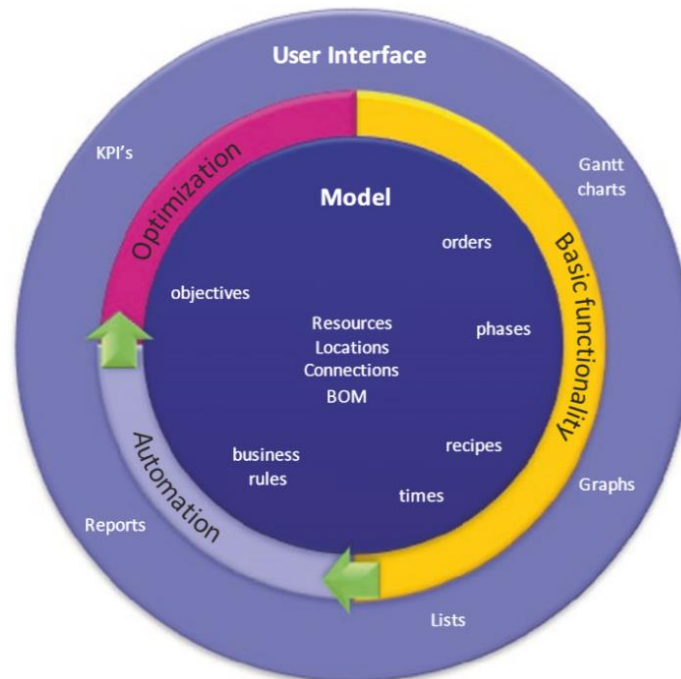 User Interface
KPI's
Gantt
charts
Optimization
Basic functionality
Model
orders
objectives
Resources
Locations
Connections
BOM
phases
business
rules
recipes
times
Automation
Reports
Graphs
Lists